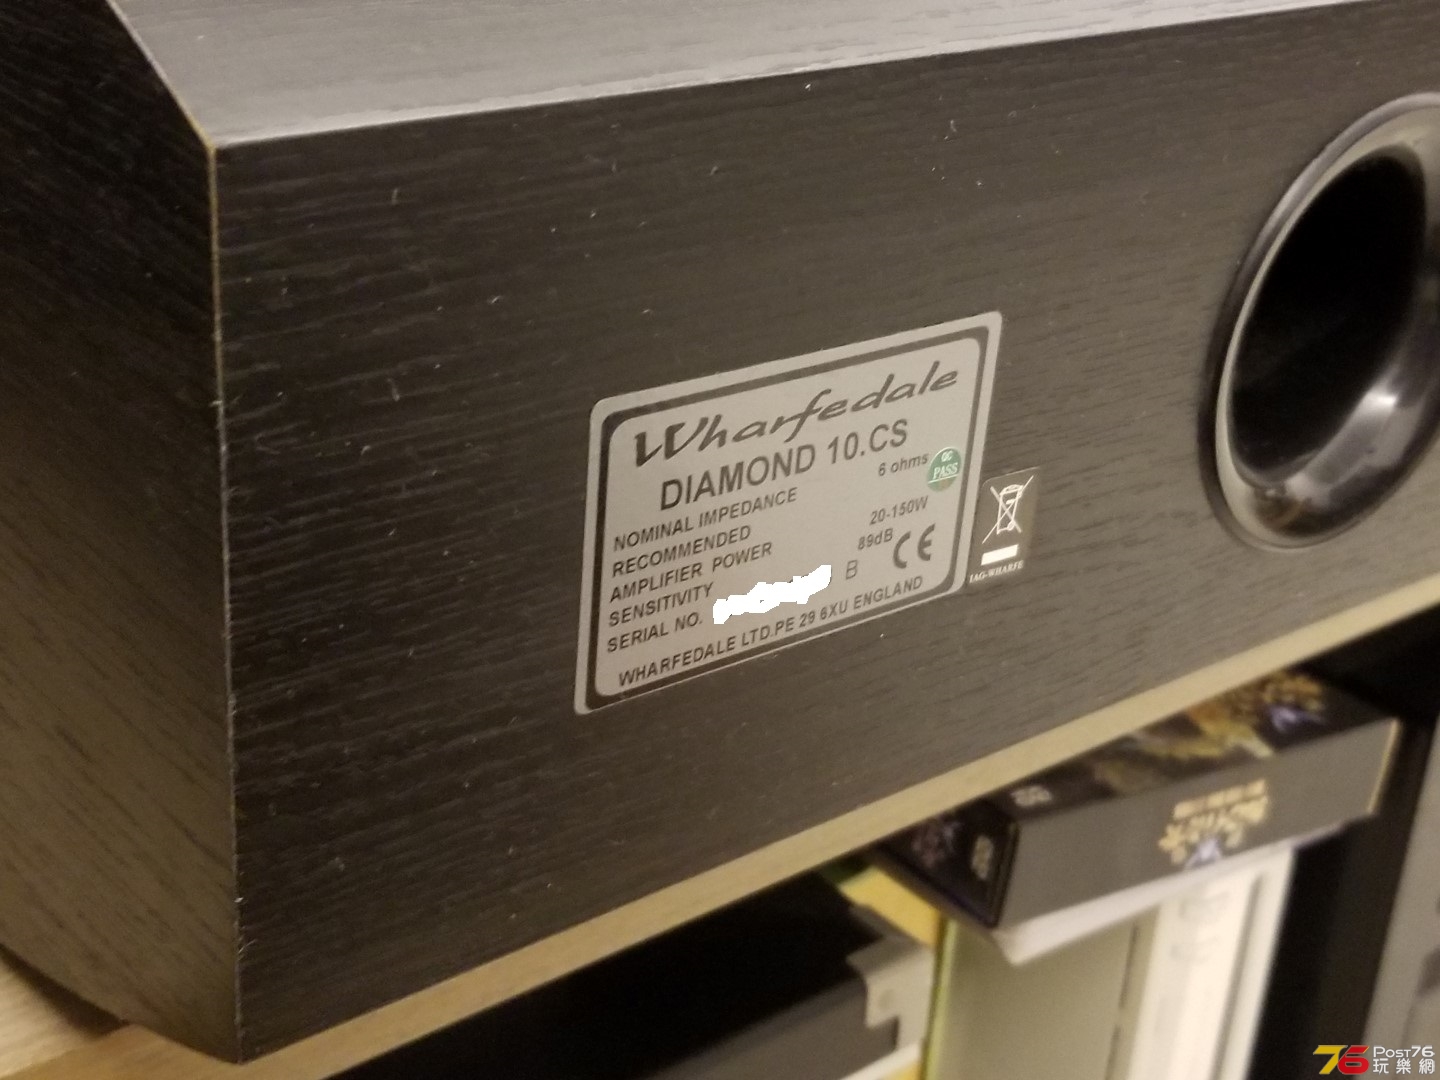 Wharfedale
DIAMOND 10.CS
NOMINAL IMPEDANCE 6 ohms
QC
PASS
RECOMMENDED
AMPLIFIER POWER 20-150W
SENSITIVITY 89dB
SERIAL NO. B
CE
WHARFEDALE LTD.PE 29 6XU ENGLAND
IAG-WHARFE
76 POST76
玩樂網